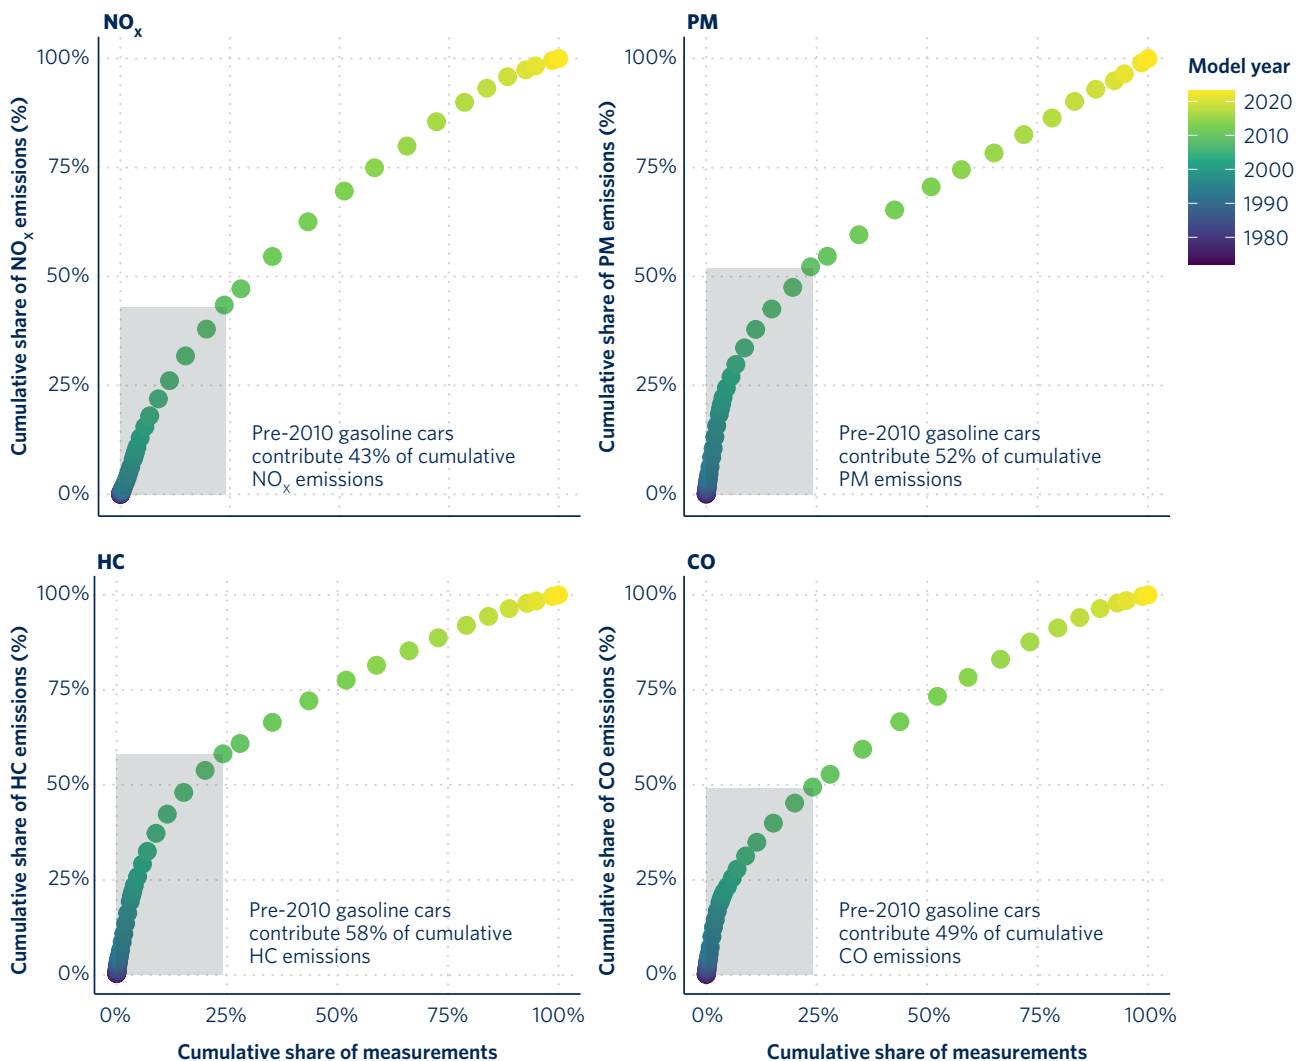 NOx
PM
Cumulative share of NOx emissions (%)
100%
75%
50%
25%
0%
Pre-2010 gasoline cars
contribute 43% of cumulative
NOx emissions
Cumulative share of PM emissions (%)
100%
75%
50%
25%
0%
Pre-2010 gasoline cars
contribute 52% of cumulative
PM emissions
Model year
2020
2010
2000
1990
1980
HC
CO
Cumulative share of HC emissions (%)
100%
75%
50%
25%
0%
Pre-2010 gasoline cars
contribute 58% of cumulative
HC emissions
0% 25% 50% 75% 100%
Cumulative share of measurements
Cumulative share of CO emissions (%)
100%
75%
50%
25%
0%
Pre-2010 gasoline cars
contribute 49% of cumulative
CO emissions
0% 25% 50% 75% 100%
Cumulative share of measurements